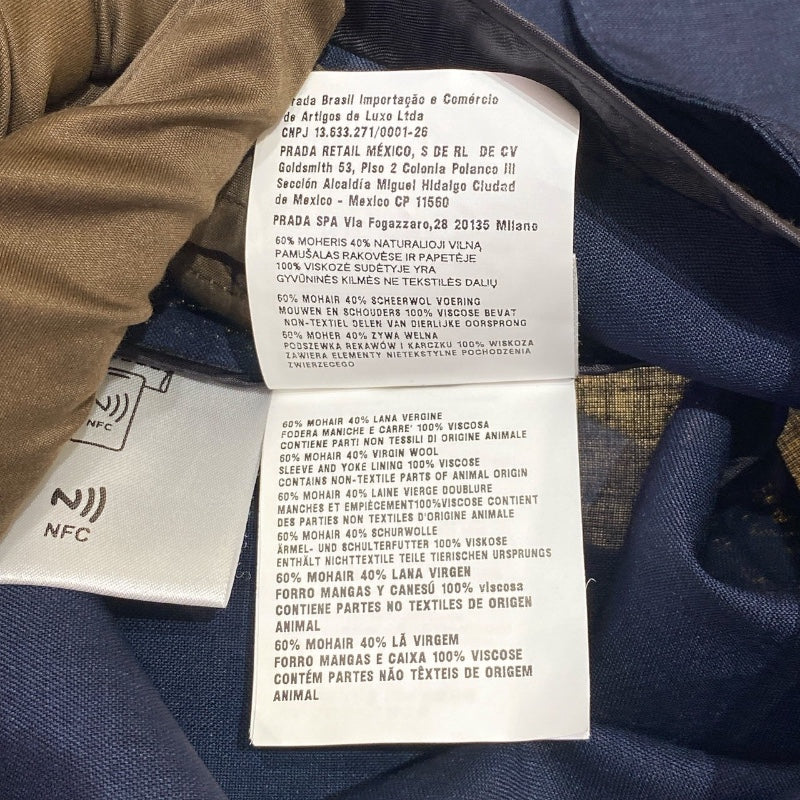 rada Brasil Importação e Comércio
de Artigos de Luxo Ltda
CNPJ 13.633.271/0001-26
PRADA RETAIL MÉXICO, S DE RL DE CV
Goldsmith 53, Piso 2 Colonia Polanco III
Sección Alcaldía Miguel Hidalgo Ciudad
de Mexico - Mexico CP 11560
PRADA SPA Via Fogazzaro,28 20135 Milano
60% MOHERIS 40% NATURALIOJI VILNĄ
PAMUŠALAS RAKOVĖSE IR PAPETĖJE
100% VISKOZĖ SUDĖTYJE YRA
GYVŪNINĖS KILMĖS NE TEKSTILĖS DALIŲ
60% MOHAIR 40% SCHEERWOL VOERING
MOUWEN EN SCHOUDERS 100% VISCOSE BEVAT
NON-TEXTIEL DELEN VAN DIERLIJKE OORSPRONG
60% MOHER 40% ŻYWA WEŁNA
PODSZEWKA RĘKAWÓW I KARCZKU 100% WISKOZA
ZAWIERA ELEMENTY NIETEKSTYLNE POCHODZENIA
ZWIERZĘCEGO
60% MOHAIR 40% LANA VERGINE
FODERA MANICHE E CARRE' 100% VISCOSA
CONTIENE PARTI NON TESSILI DI ORIGINE ANIMALE
60% MOHAIR 40% VIRGIN WOOL
SLEEVE AND YOKE LINING 100% VISCOSE
CONTAINS NON-TEXTILE PARTS OF ANIMAL ORIGIN
60% MOHAIR 40% LAINE VIERGE DOUBLURE
MANCHES ET EMPIÈCEMENT100%VISCOSE CONTIENT
DES PARTIES NON TEXTILES D'ORIGINE ANIMALE
60% MOHAIR 40% SCHURWOLLE
ÄRMEL- UND SCHULTERFUTTER 100% VISKOSE
ENTHÄLT NICHTTEXTILE TEILE TIERISCHEN URSPRUNGS
60% MOHAIR 40% LANA VIRGEN
FORRO MANGAS Y CANESÚ 100% viscosa
CONTIENE PARTES NO TEXTILES DE ORIGEN
ANIMAL
60% MOHAIR 40% LÃ VIRGEM
FORRO MANGAS E CAIXA 100% VISCOSE
CONTÉM PARTES NÃO TÊXTEIS DE ORIGEM
ANIMAL
NFC
NFC